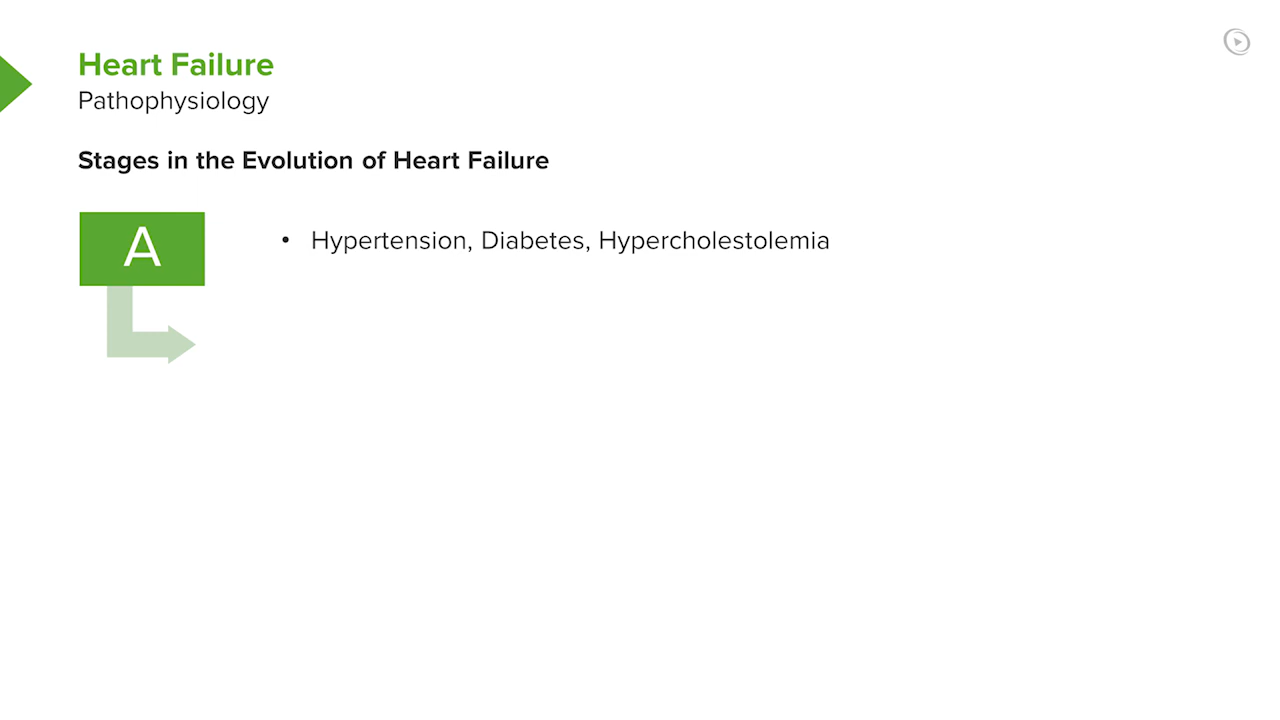 Heart Failure
Pathophysiology
Stages in the Evolution of Heart Failure
A
• Hypertension, Diabetes, Hypercholestolemia